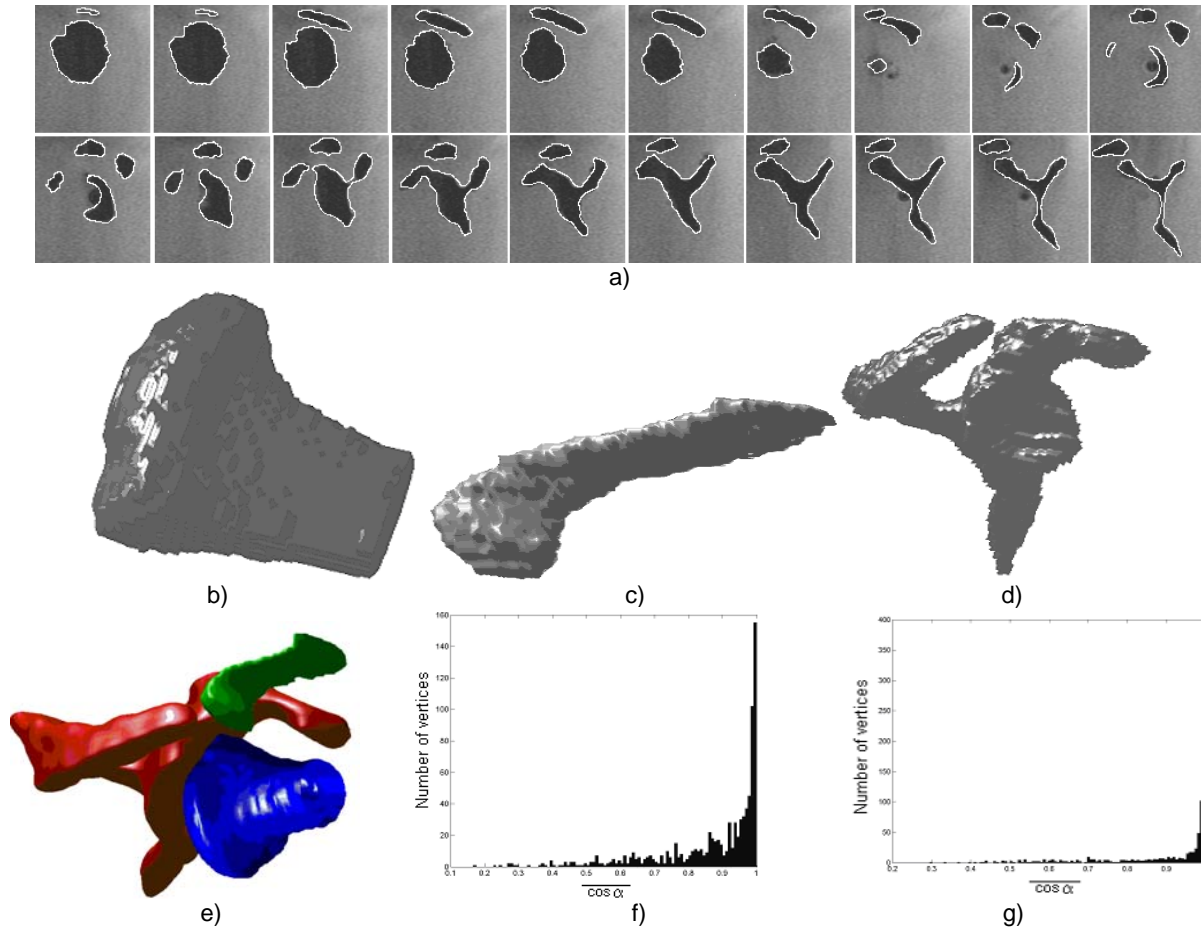 a)
b)
c)
d)
e)
160
140
120
100
80
60
40
20
0
0.1 0.2 0.3 0.4 0.5 0.6 0.7 0.8 0.9 1
Number of vertices
cos α
f)
400
350
300
250
200
150
100
50
0
0.2 0.3 0.4 0.5 0.6 0.7 0.8 0.9
Number of vertices
cos α
g)